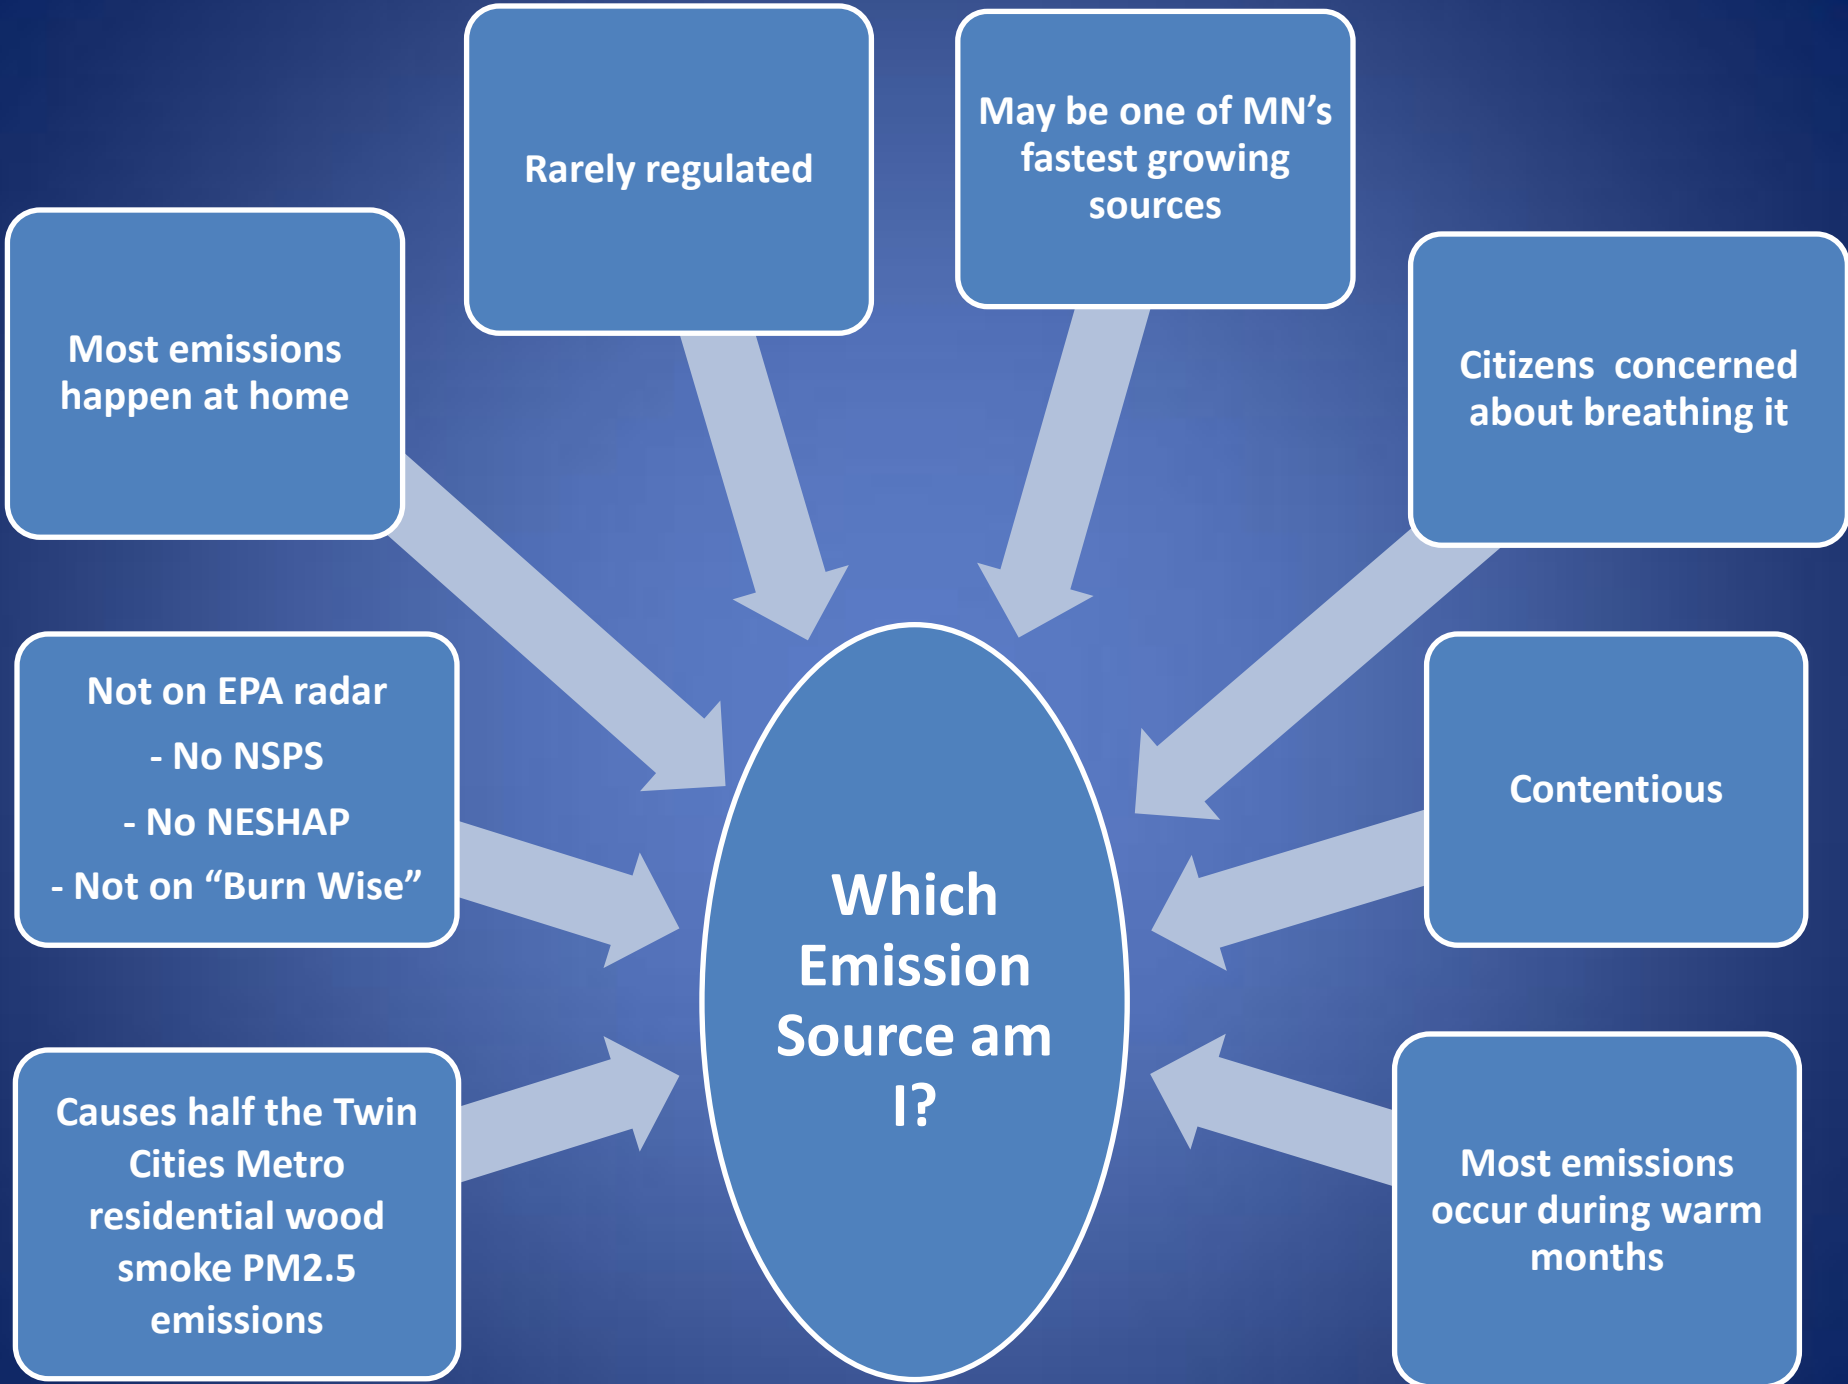 Rarely regulated
May be one of MN’s
fastest growing
sources
Most emissions
happen at home
Citizens  concerned
about breathing it
Not on EPA radar
- No NSPS
- No NESHAP
- Not on “Burn Wise”
Contentious
Which
Emission
Source am
I?
Causes half the Twin
Cities Metro
residential wood
smoke PM2.5
emissions
Most emissions
occur during warm
months